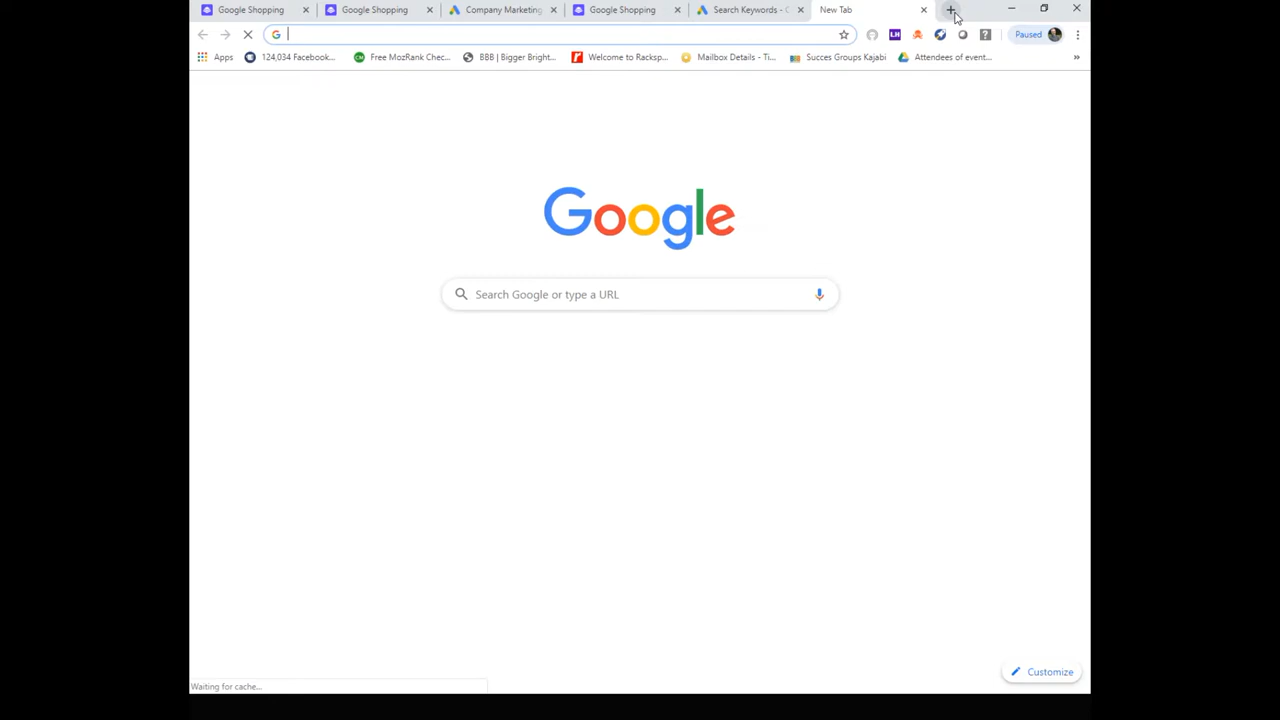 Google Shopping Google Shopping Company Marketing Google Shopping Search Keywords - New Tab
Paused
Apps 124,034 Facebook... Free MozRank Chec... BBB | Bigger Bright... Welcome to Racksp... Mailbox Details - Ti... Succes Groups Kajabi Attendees of event...
Google
Search Google or type a URL
Customize
Waiting for cache...